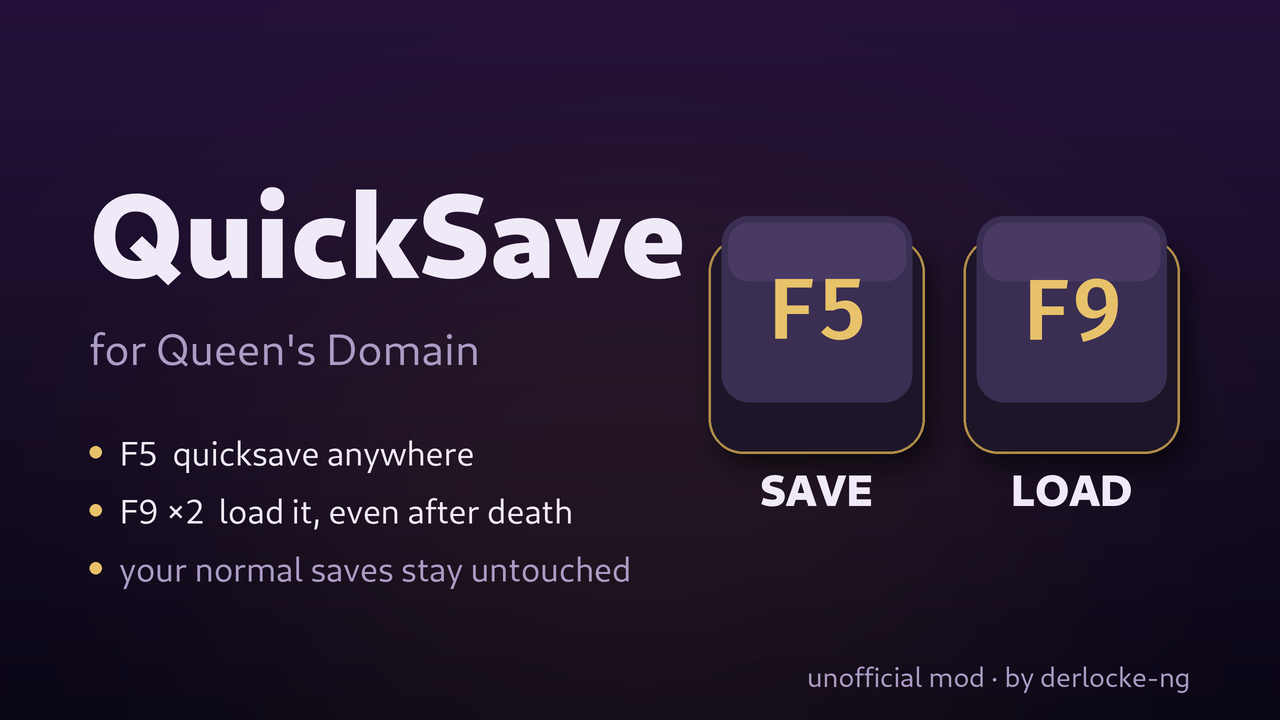 QuickSave
for Queen's Domain
F5 quicksave anywhere
F9 ×2 load it, even after death
your normal saves stay untouched
F5
F9
SAVE
LOAD
unofficial mod · by derlocke-ng